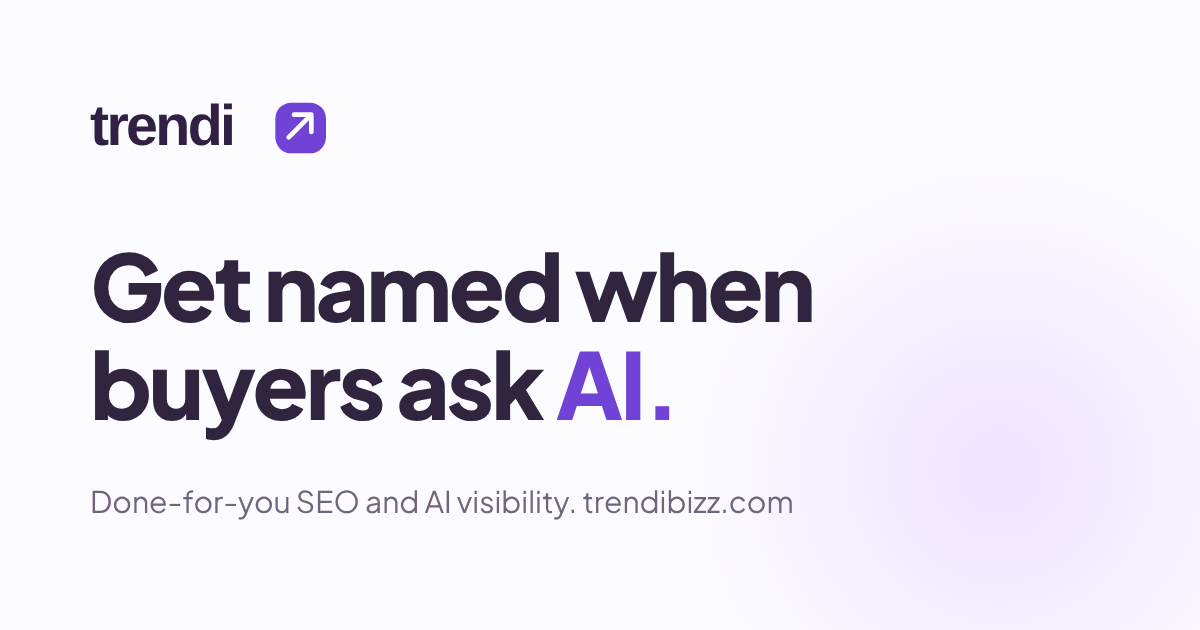 trendi
Get named when
buyers ask AI.
Done-for-you SEO and AI visibility. trendibizz.com